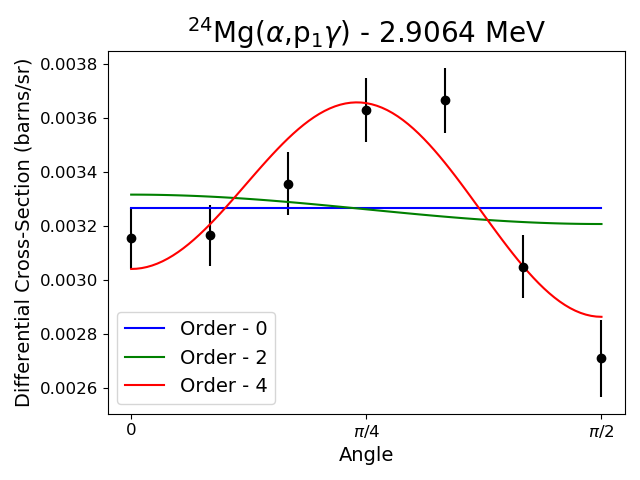 ²⁴Mg(α,p₁γ) - 2.9064 MeV
Differential Cross-Section (barns/sr)
0.0038
0.0036
0.0034
0.0032
0.0030
0.0028
0.0026
Order - 0
Order - 2
Order - 4
0
π/4
π/2
Angle